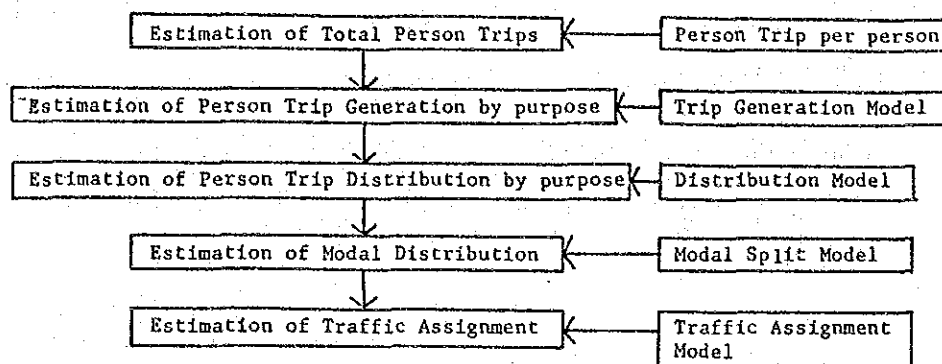 Estimation of Total Person Trips
Person Trip per person
Estimation of Person Trip Generation by purpose
Trip Generation Model
Estimation of Person Trip Distribution by purpose
Distribution Model
Estimation of Modal Distribution
Modal Split Model
Estimation of Traffic Assignment
Traffic Assignment
Model